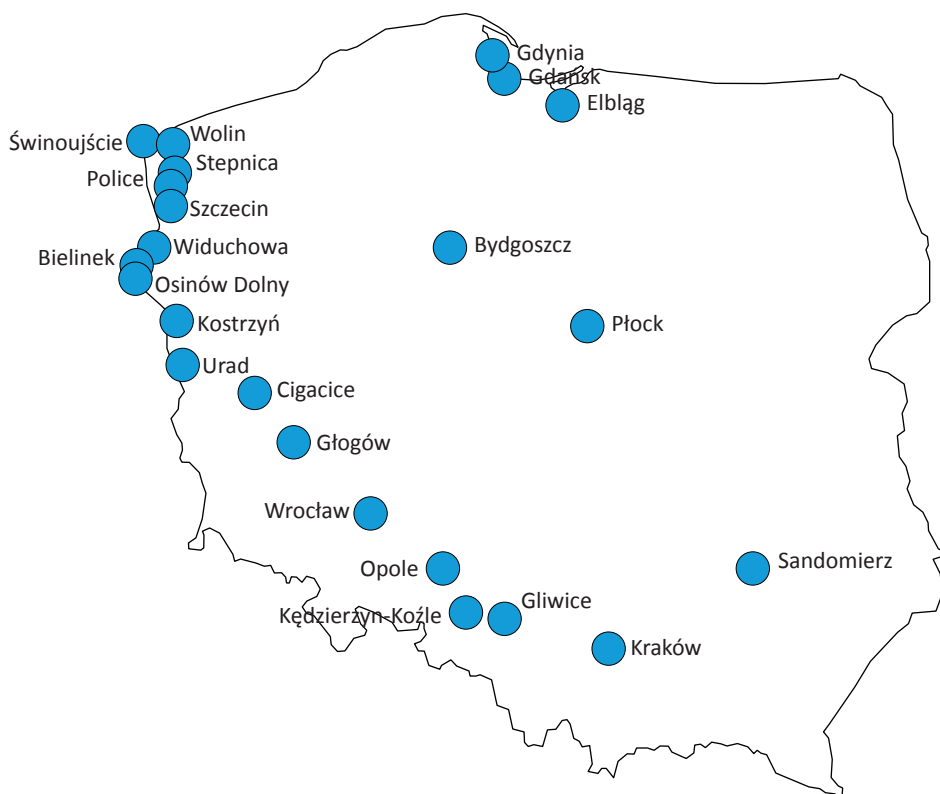 Gdynia
Gdańsk
Elbląg
Świnoujście
Wolin
Stepnica
Police
Szczecin
Widuchowa
Bielinek
Osinów Dolny
Bydgoszcz
Kostrzyń
Płock
Urad
Cigacice
Głogów
Wrocław
Opole
Sandomierz
Gliwice
Kędzierzyn-Koźle
Kraków